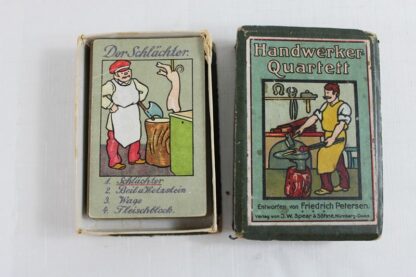 Der Schlächter.
1. Schlächter
2. Beil u. Wetzstein
3. Wage
4. Fleischblock.
Handwerker-
Quartett
Entworfen von Friedrich Petersen.
Verlag von J. W. Spear & Söhne, Nürnberg-Doos.